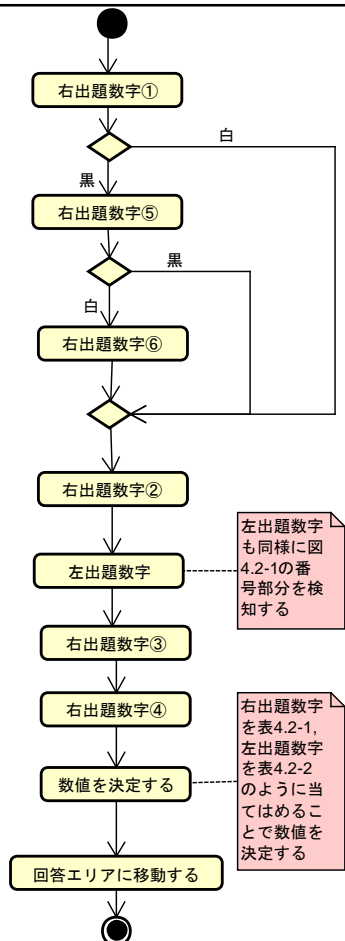 右出題数字①
白
黒
右出題数字⑤
黒
白
右出題数字⑥
右出題数字②
左出題数字
左出題数字
も同様に図
4.2-1の番
号部分を検
知する
右出題数字③
右出題数字④
数値を決定する
右出題数字
を表4.2-1,
左出題数字
を表4.2-2
のように当
てはめるこ
とで数値を
決定する
回答エリアに移動する